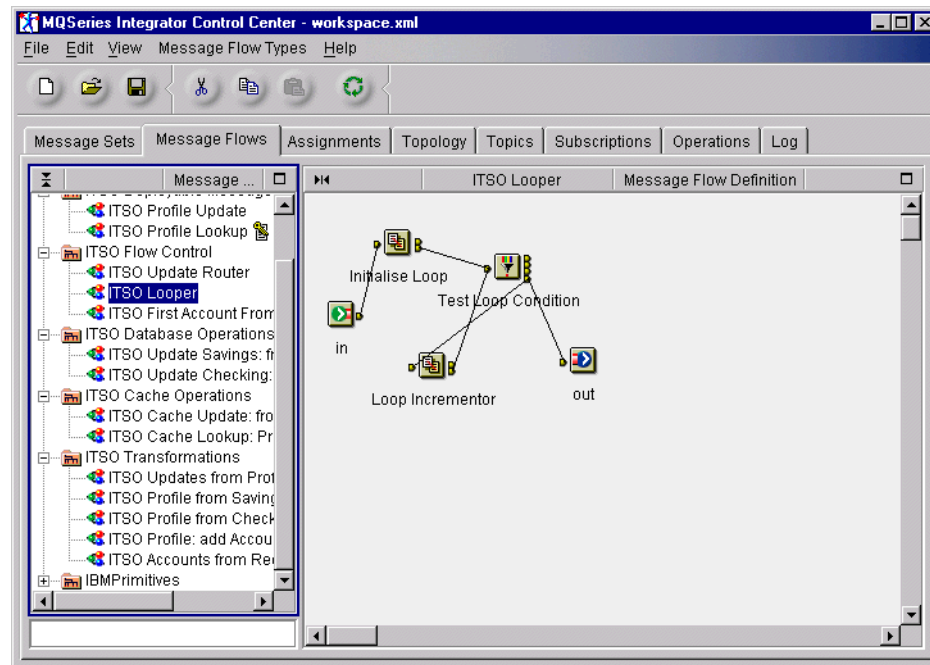 MQSeries Integrator Control Center - workspace.xml
File Edit View Message Flow Types Help
Message Sets Message Flows Assignments Topology Topics Subscriptions Operations Log
Message ...
ITSO Looper Message Flow Definition
ITSO Profile Update
ITSO Profile Lookup
ITSO Flow Control
ITSO Update Router
ITSO Looper
ITSO First Account From
ITSO Database Operations
ITSO Update Savings: fr
ITSO Update Checking:
ITSO Cache Operations
ITSO Cache Update: fro
ITSO Cache Lookup: Pr
ITSO Transformations
ITSO Updates from Prof
ITSO Profile from Saving
ITSO Profile from Check
ITSO Profile: add Accou
ITSO Accounts from Re
IBMPrimitives
Initialise Loop
Test Loop Condition
in
Loop Incrementor
out